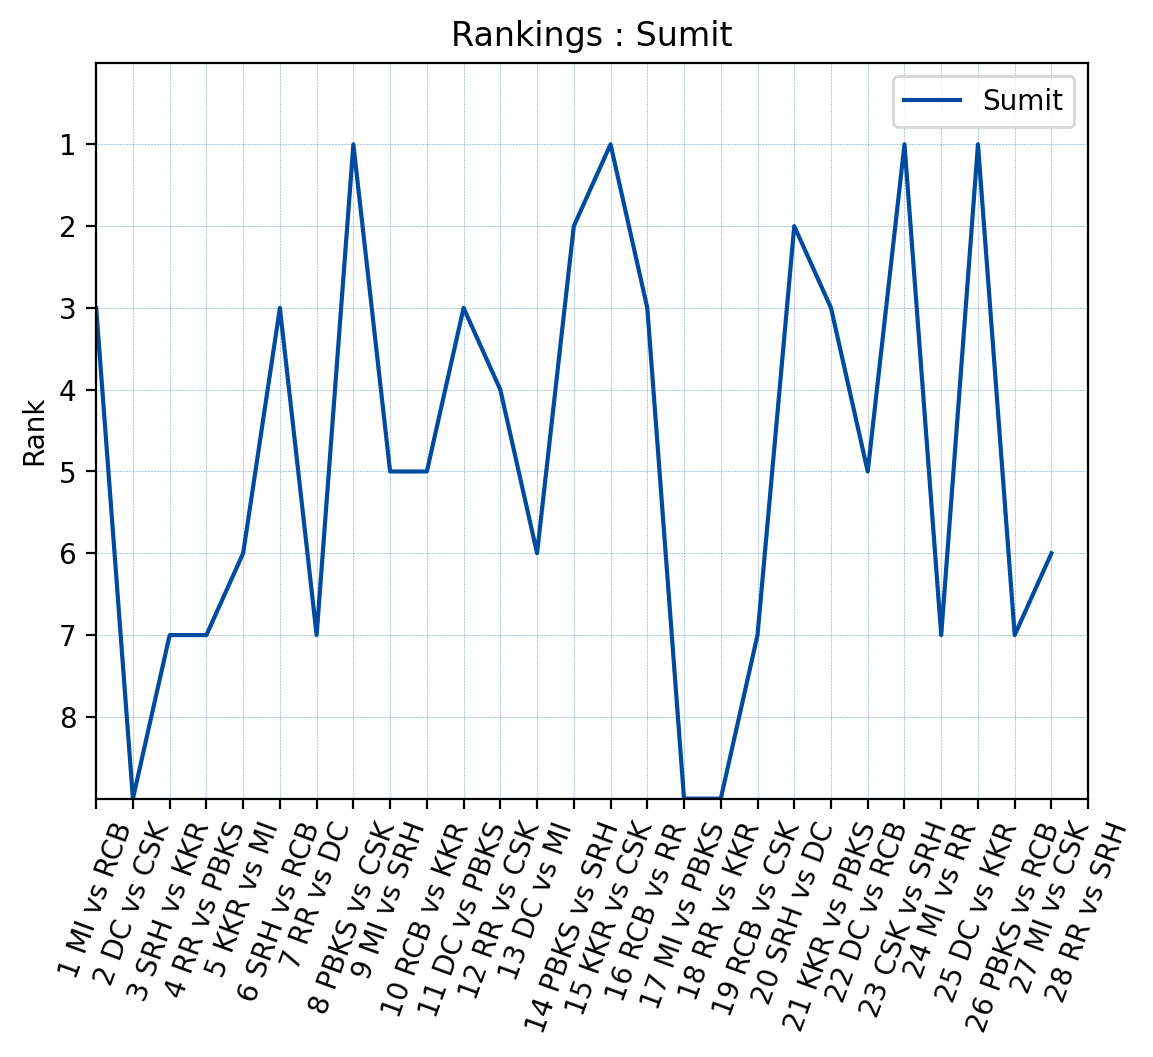 Rankings : Sumit
Sumit
Rank
1
2
3
4
5
6
7
8
1 MI vs RCB
2 DC vs CSK
3 SRH vs KKR
4 RR vs PBKS
5 KKR vs MI
6 SRH vs RCB
7 RR vs DC
8 PBKS vs CSK
9 MI vs SRH
10 RCB vs KKR
11 DC vs PBKS
12 RR vs CSK
13 DC vs MI
14 PBKS vs SRH
15 KKR vs CSK
16 RCB vs RR
17 MI vs PBKS
18 RR vs KKR
19 RCB vs CSK
20 SRH vs DC
21 KKR vs PBKS
22 DC vs RCB
23 CSK vs SRH
24 MI vs RR
25 DC vs KKR
26 PBKS vs RCB
27 MI vs CSK
28 RR vs SRH